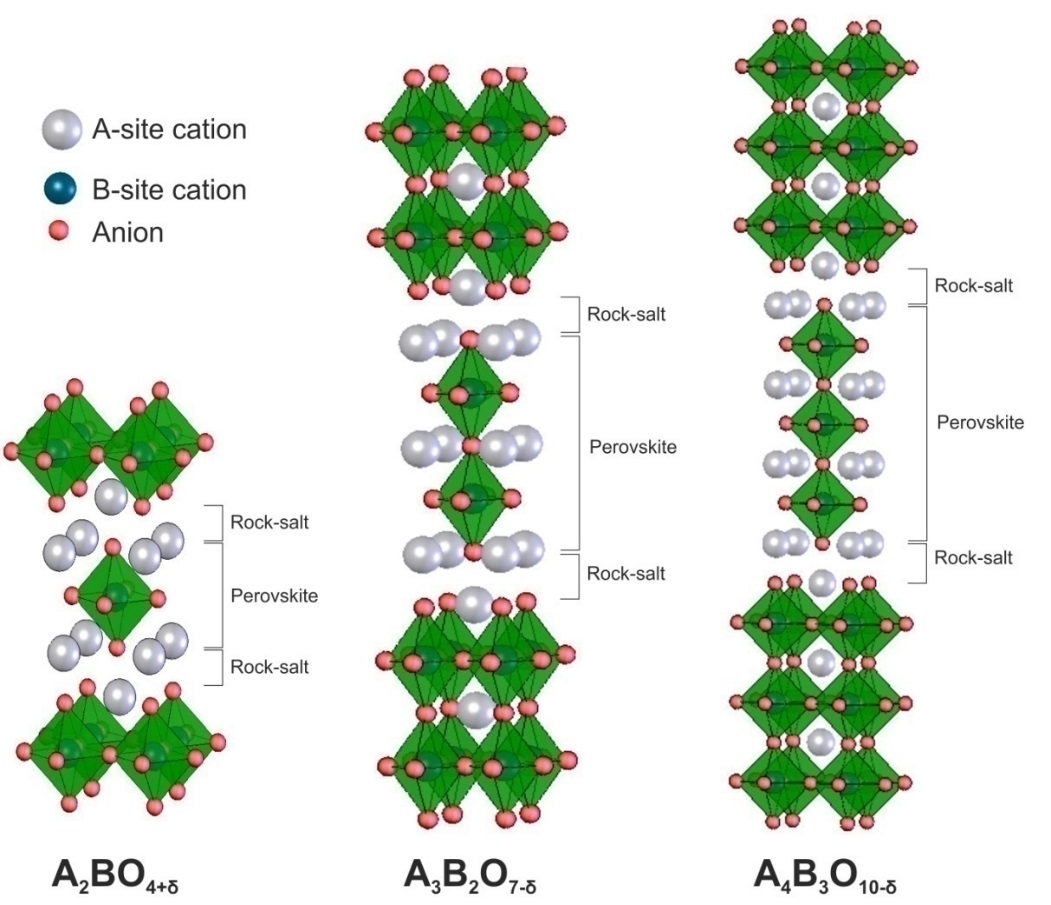 A-site cation
B-site cation
Anion
Rock-salt
Perovskite
Rock-salt
A₂BO₄₊δ
Rock-salt
Perovskite
Rock-salt
A₃B₂O₇₋δ
Rock-salt
Perovskite
Rock-salt
A₄B₃O₁₀₋δ